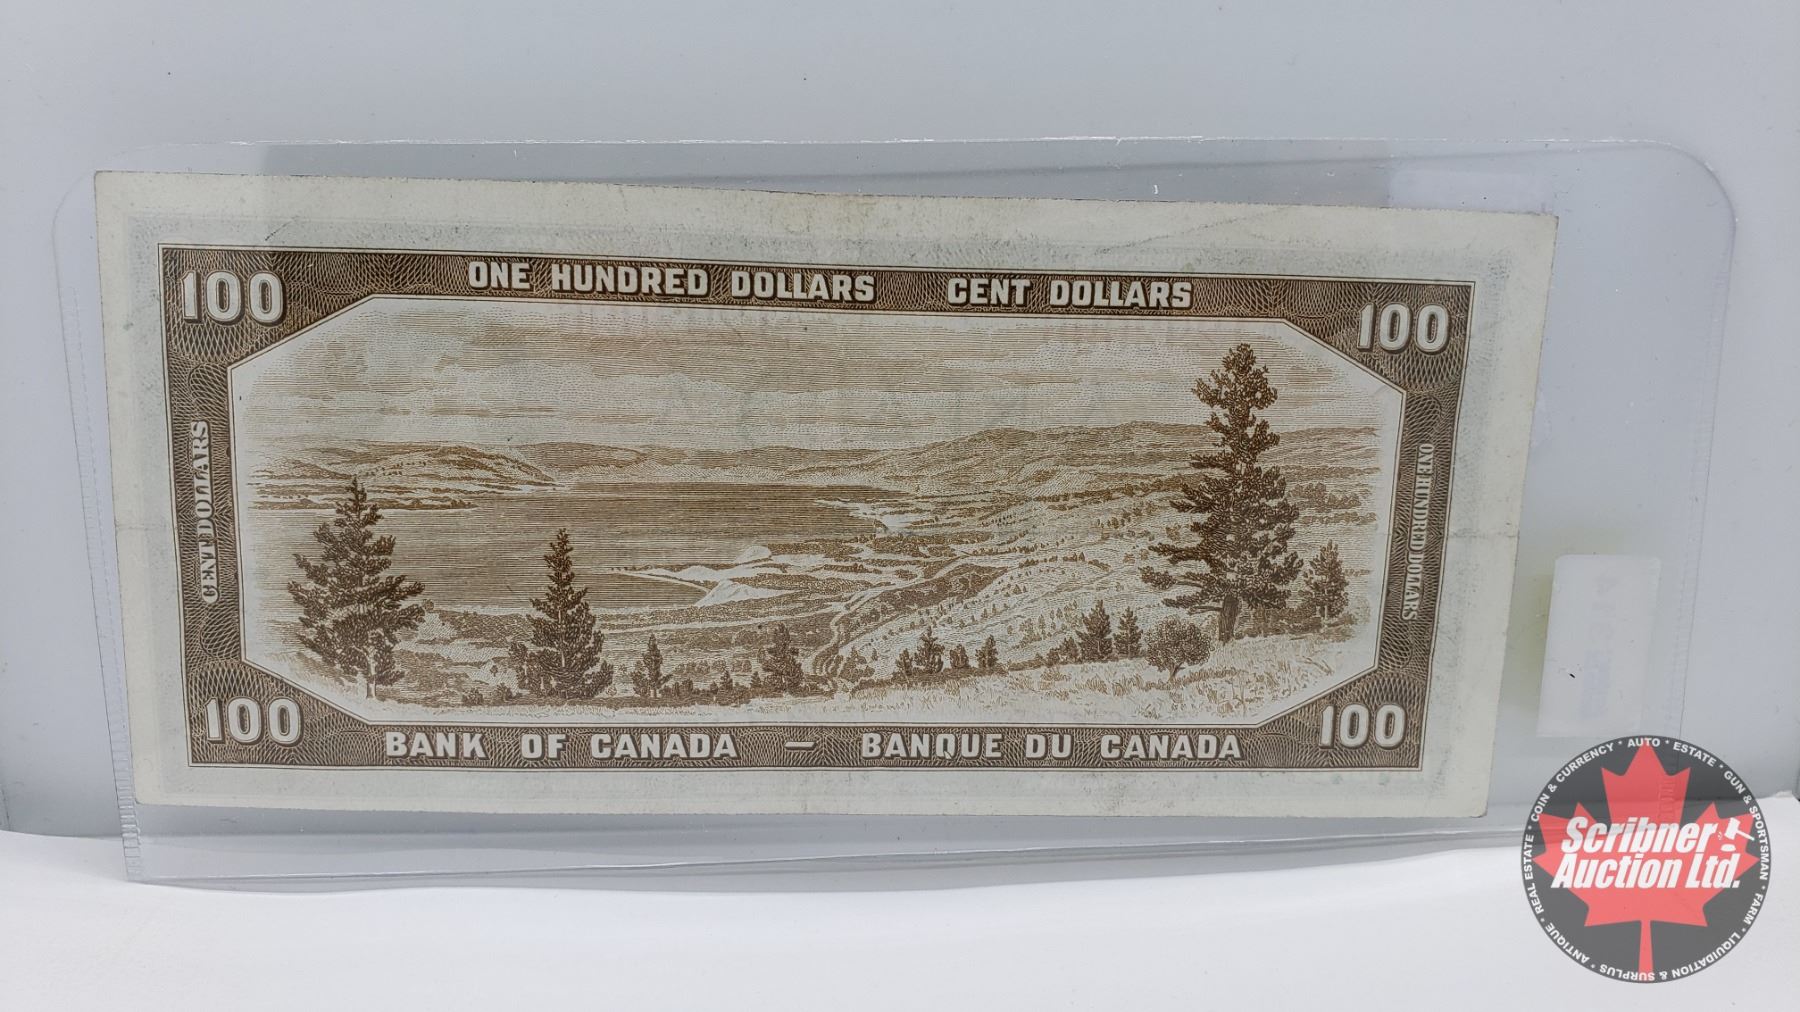 100 ONE HUNDRED DOLLARS CENT DOLLARS 100
CENT DOLLARS
ONE HUNDRED DOLLARS
100 BANK OF CANADA — BANQUE DU CANADA 100
COIN & CURRENCY * AUTO * ESTATE * GUN & SPORTSMAN * FARM * LIQUIDATION & SURPLUS * ANTIQUE * REAL ESTATE *
Scribner
Auction Ltd.